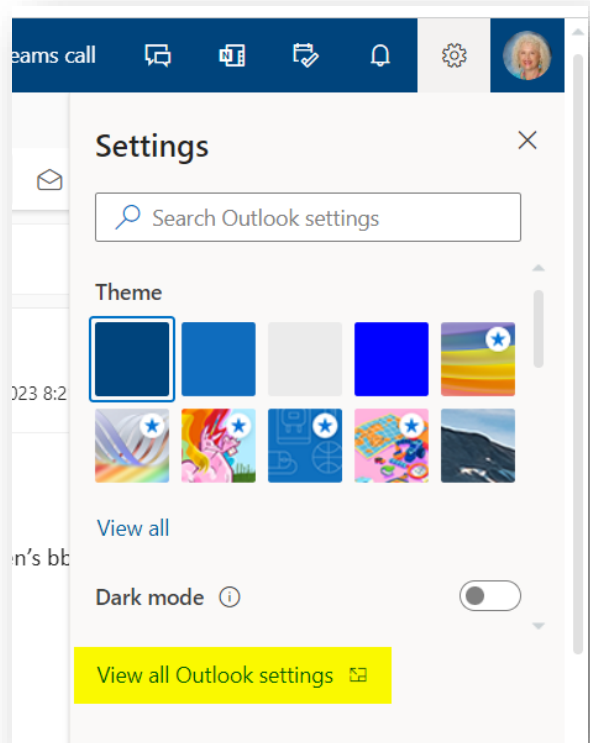 eams call
Settings
Search Outlook settings
Theme
023 8:2
View all
n's bb
Dark mode
View all Outlook settings